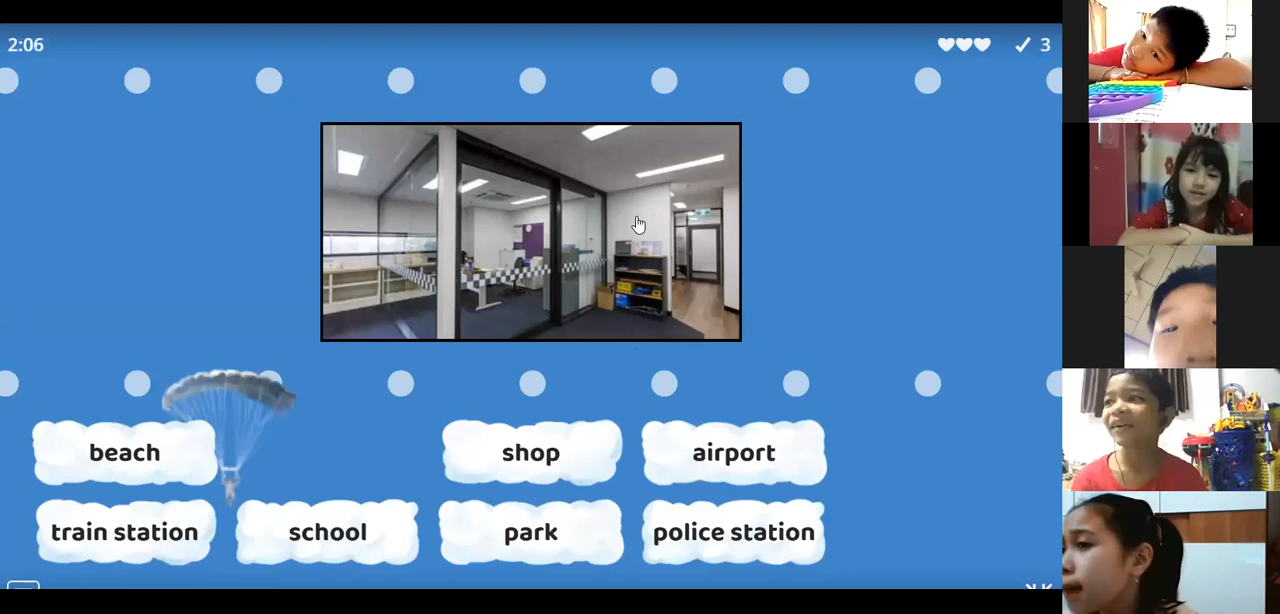 2:06
3
beach
shop
airport
train station
school
park
police station